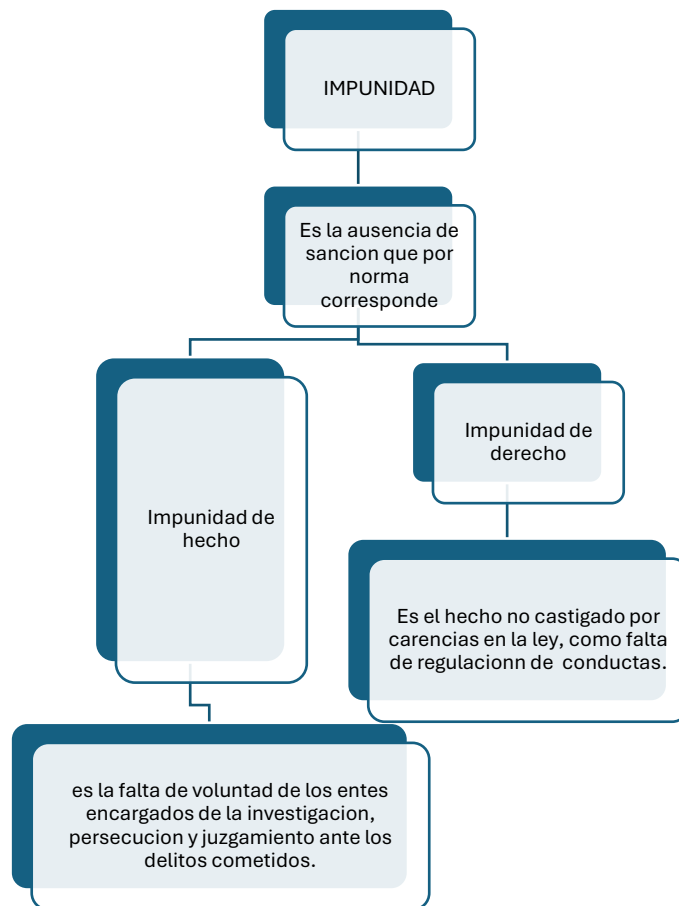 IMPUNIDAD
Es la ausencia de
sancion que por
norma
corresponde
Impunidad de
hecho
Impunidad de
derecho
Es el hecho no castigado por
carencias en la ley, como falta
de regulacionn de  conductas.
es la falta de voluntad de los entes
encargados de la investigacion,
persecucion y juzgamiento ante los
delitos cometidos.